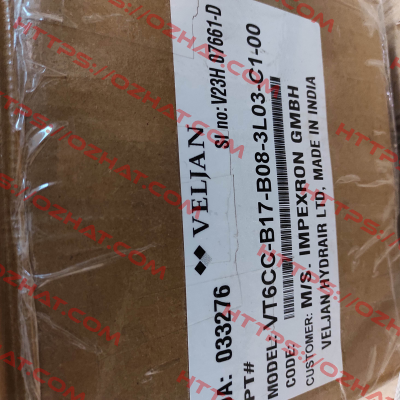 VELJAN
Sl no: V23H 07661-D
OA: 033276
PT#
MODEL: VT6CC-B17-B08-3L03-C1-00
CODE:
CUSTOMER: M/S - IMPEXRON GMBH
VELJAN HYDRAIR LTD, MADE IN INDIA
HTTPS://OZHAT.COM